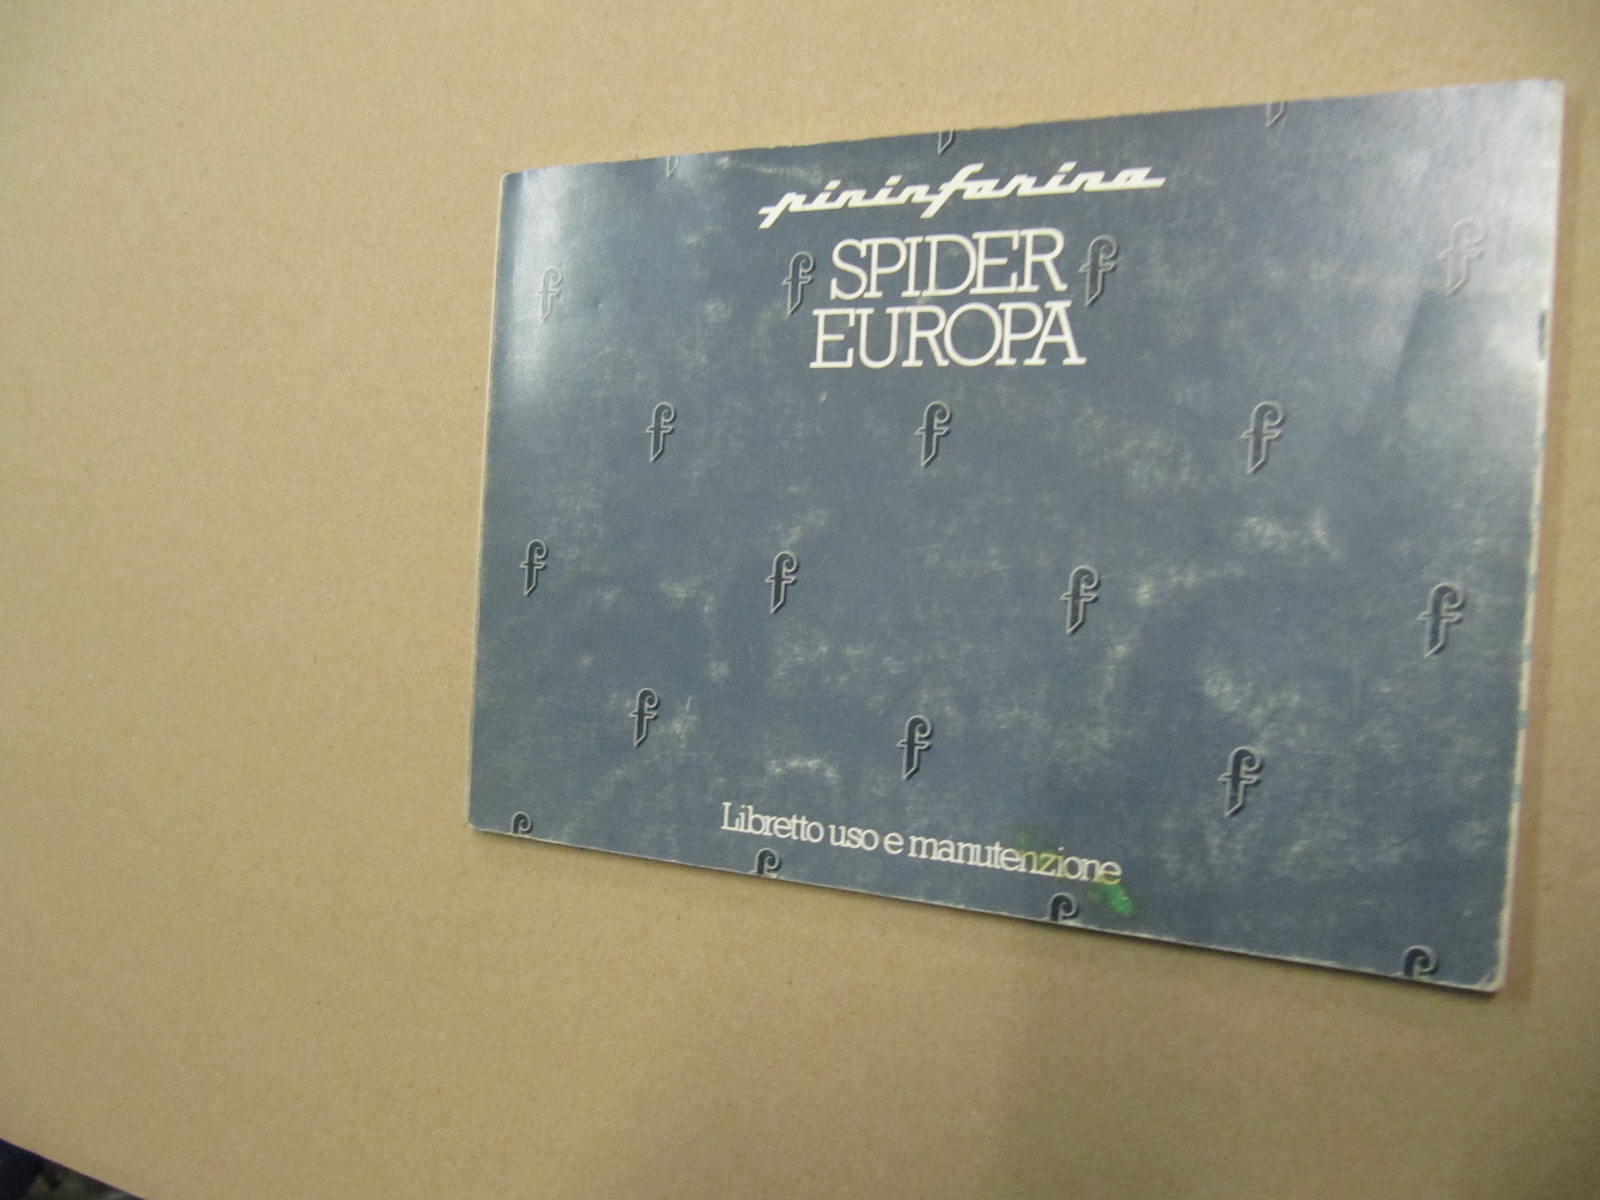 pininfarina
SPIDER
EUROPA
Libretto uso e manutenzione